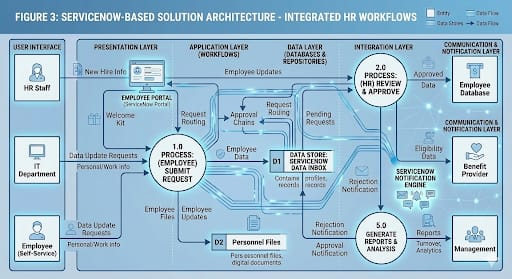 FIGURE 3: SERVICENOW-BASED SOLUTION ARCHITECTURE - INTEGRATED HR WORKFLOWS
Entity
Data Flow
Data Stores
Data Flow
USER INTERFACE
PRESENTATION LAYER
APPLICATION LAYER
(WORKFLOWS)
DATA LAYER
(DATABASES &
REPOSITORIES)
INTEGRATION LAYER
COMMUNICATION &
NOTIFICATION LAYER
HR Staff
New Hire Info
EMPLOYEE PORTAL
(ServiceNow Portal)
Employee Updates
2.0
PROCESS:
(HR) REVIEW
& APPROVE
Approved
Data
Employee
Database
Welcome
Kit
Request
Routing
Approval
Chains
Request
Routing
Pending
Requests
COMMUNICATION &
NOTIFICATION LAYER
IT
Department
Data Update Requests
Personal/Work info
1.0
PROCESS:
(EMPLOYEE)
SUBMIT
REQUEST
Employee
Data
D1
DATA STORE:
SERVICENOW
DATA INBOX
Contains profiles,
records records
Eligibility
Data
Benefit
Provider
SERVICENOW
NOTIFICATION
ENGINE
Rejection
Notification
Employee
(Self-Service)
Data Update
Requests
Personal/Work info
Employee
Files
Employee
Updates
D2
Personnel Files
Pers essonnel files,
digital documents
Rejection
Notification
Approval
Notification
5.0
GENERATE
REPORTS &
ANALYSIS
Reports
Turnover, Analytics
Management